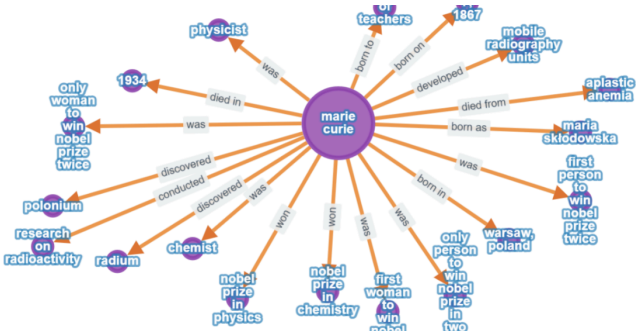 of
teachers
1867
physicist
born to
born on
mobile
radiography
units
was
developed
1934
died in
died from
aplastic
anemia
only
woman
to
win
nobel
prize
twice
was
marie
curie
born as
maria
skłodowska
discovered
conducted
discovered
was
was
first
person
to
win
nobel
prize
twice
born in
polonium
research
on
radioactivity
radium
chemist
won
won
was
was
warsaw,
poland
nobel
prize
in
physics
nobel
prize
in
chemistry
first
woman
to
win
nobel
only
person
to
win
nobel
prize
in
two